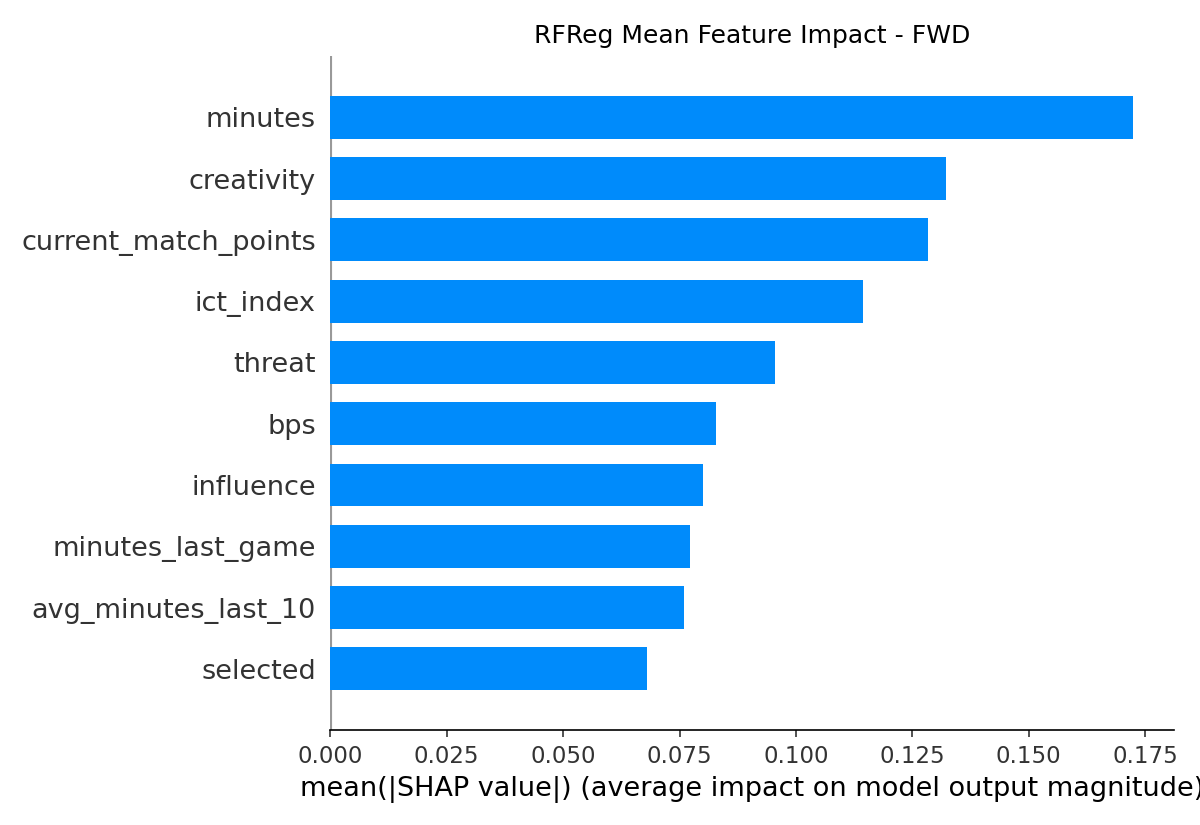 RFReg Mean Feature Impact - FWD
minutes
creativity
current_match_points
ict_index
threat
bps
influence
minutes_last_game
avg_minutes_last_10
selected
0.000 0.025 0.050 0.075 0.100 0.125 0.150 0.175
mean(|SHAP value|) (average impact on model output magnitude)